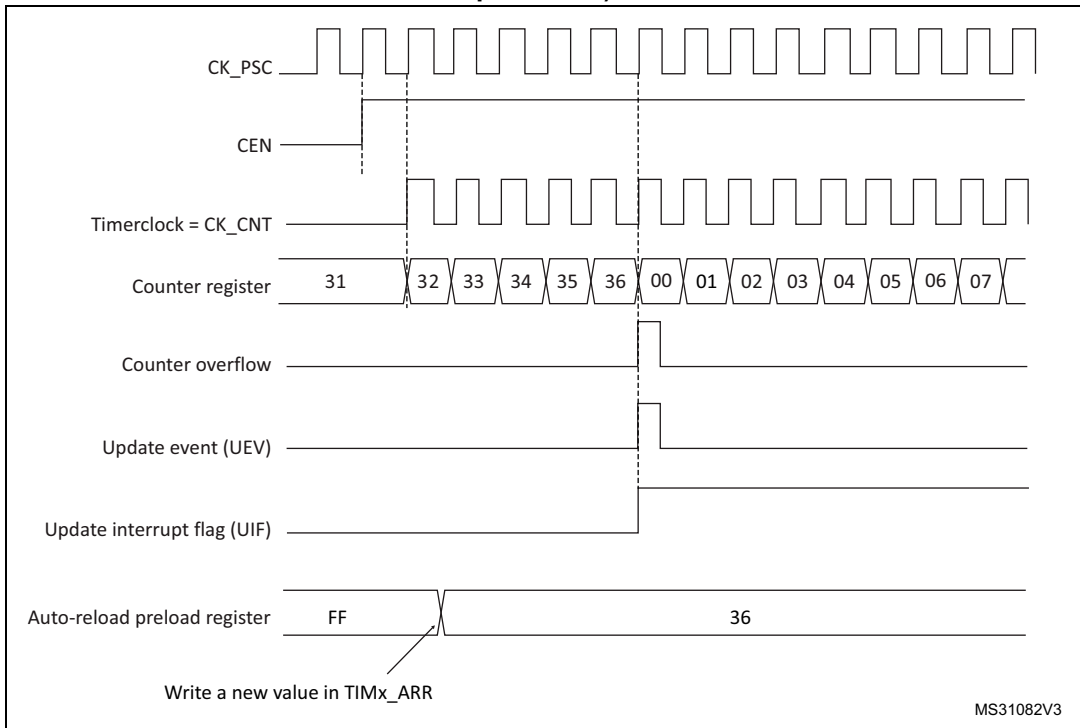 CK_PSC
CEN
Timerclock = CK_CNT
Counter register 31 32 33 34 35 36 00 01 02 03 04 05 06 07
Counter overflow
Update event (UEV)
Update interrupt flag (UIF)
Auto-reload preload register FF 36
Write a new value in TIMx_ARR
MS31082V3